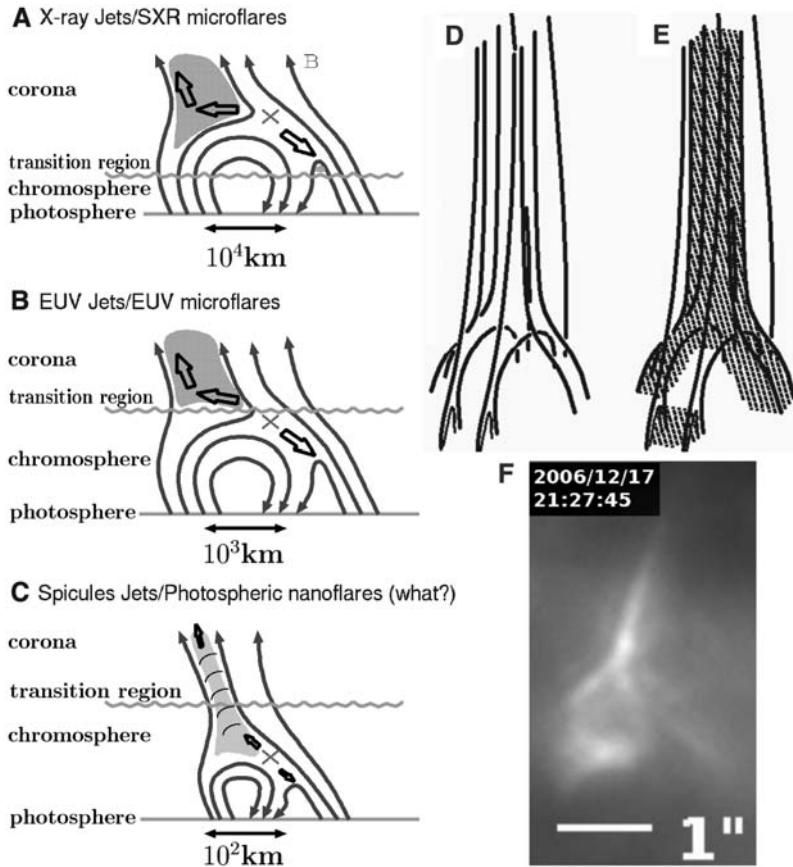 A X-ray Jets/SXR microflares
B
corona
transition region
chromosphere
photosphere
10⁴km
B EUV Jets/EUV microflares
corona
transition region
chromosphere
photosphere
10³km
C Spicules Jets/Photospheric nanoflares (what?)
corona
transition region
chromosphere
photosphere
10²km
D
E
F
2006/12/17
21:27:45
1"